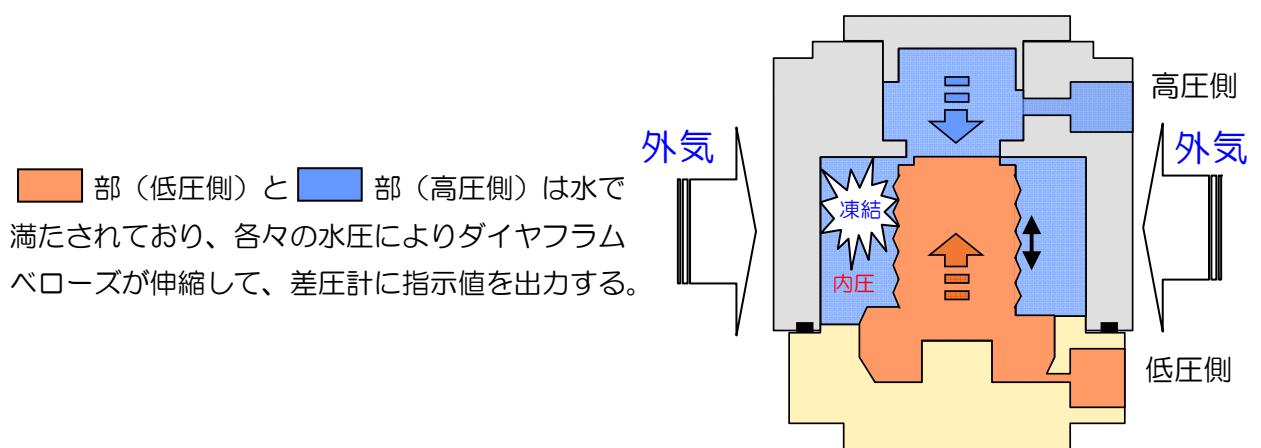 部（低圧側）と 部（高圧側）は水で
満たされており、各々の水圧によりダイヤフラム
ベローズが伸縮して、差圧計に指示値を出力する。
外気
凍結
内圧
高圧側
外気
低圧側